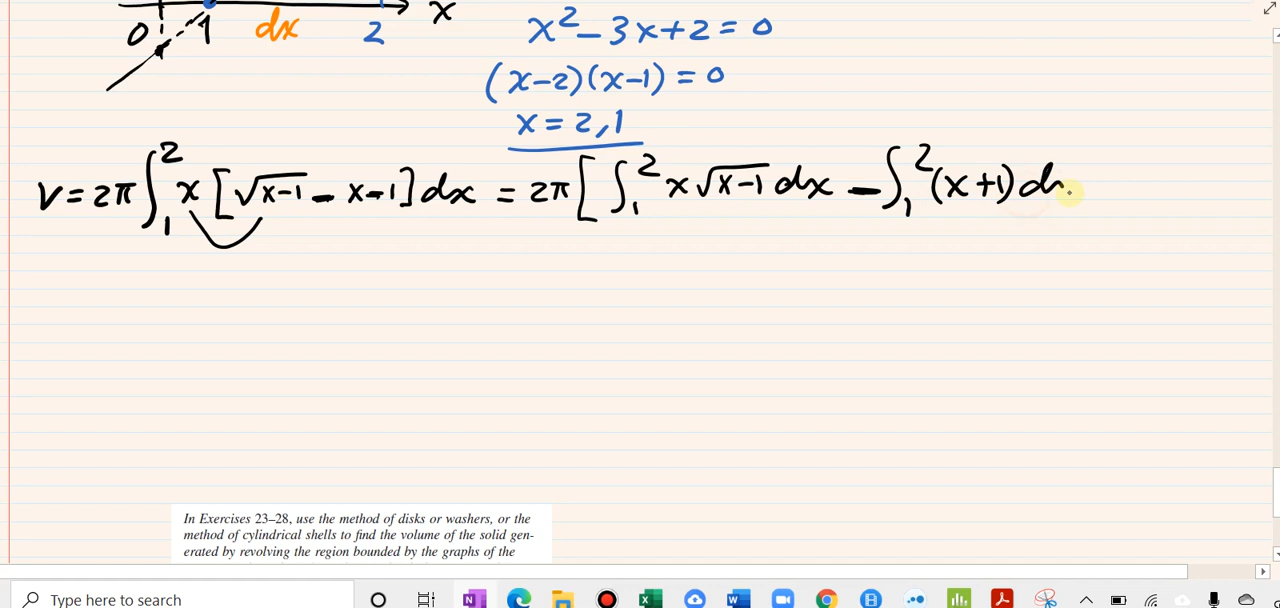 0 1 dx 2 x
x² - 3x + 2 = 0
(x-2)(x-1) = 0
x = 2, 1
V = 2π ∫₁² x [√(x-1) - x-1] dx = 2π [ ∫₁² x √(x-1) dx - ∫₁² (x+1) dx
In Exercises 23–28, use the method of disks or washers, or the
method of cylindrical shells to find the volume of the solid gen-
erated by revolving the region bounded by the graphs of the
Type here to search